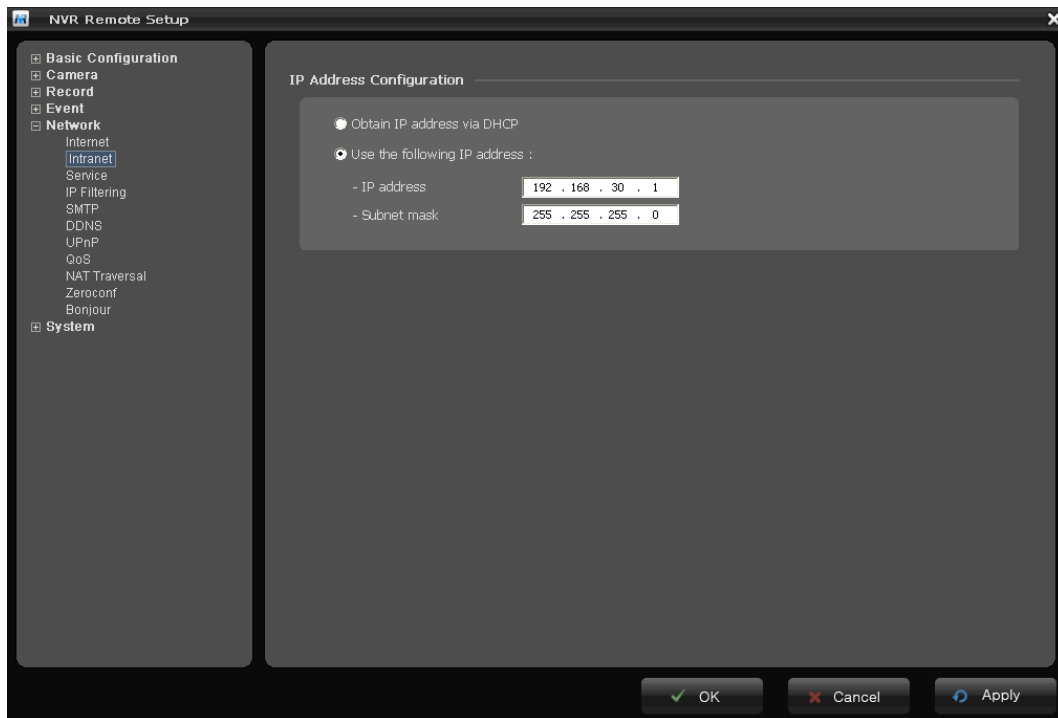 NVR Remote Setup
Basic Configuration
Camera
Record
Event
Network
Internet
Intranet
Service
IP Filtering
SMTP
DDNS
UPnP
QoS
NAT Traversal
Zeroconf
Bonjour
System
IP Address Configuration
Obtain IP address via DHCP
Use the following IP address :
- IP address 192 . 168 . 30 . 1
- Subnet mask 255 . 255 . 255 . 0
OK Cancel Apply